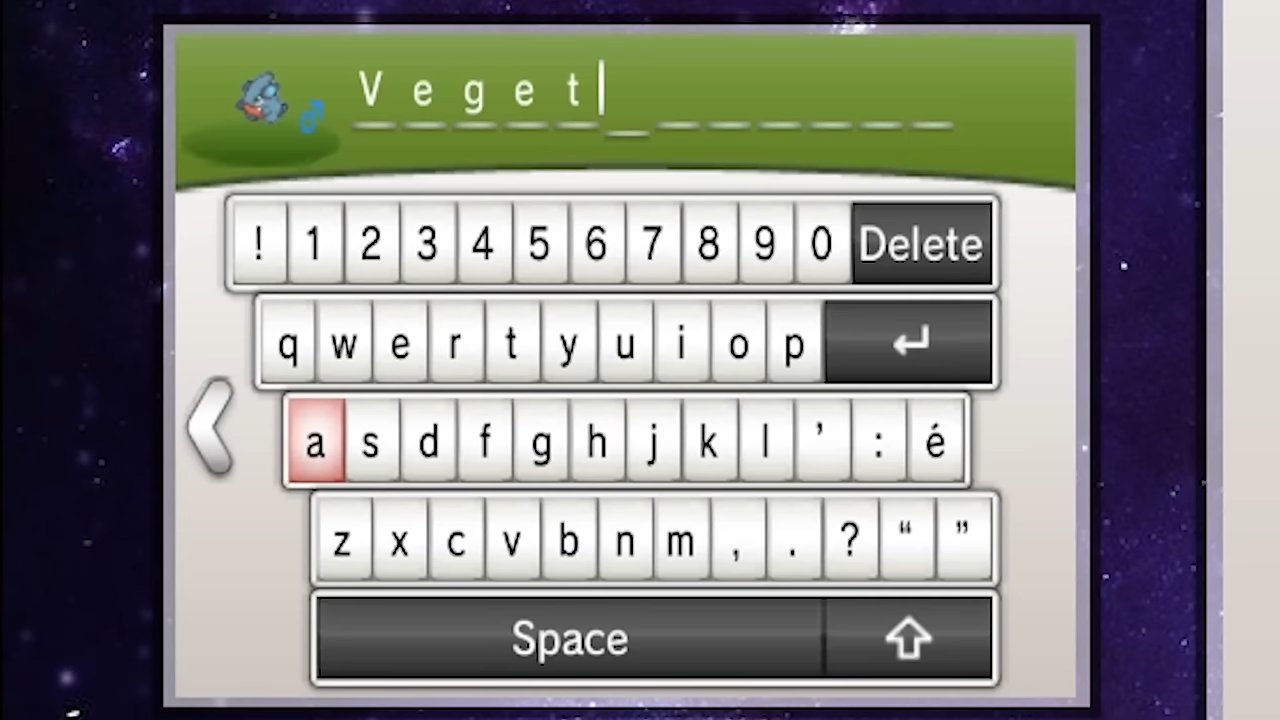 Veget
! 1 2 3 4 5 6 7 8 9 0 Delete
q w e r t y u i o p
a s d f g h j k l ’ : é
z x c v b n m , . ? “ ”
Space